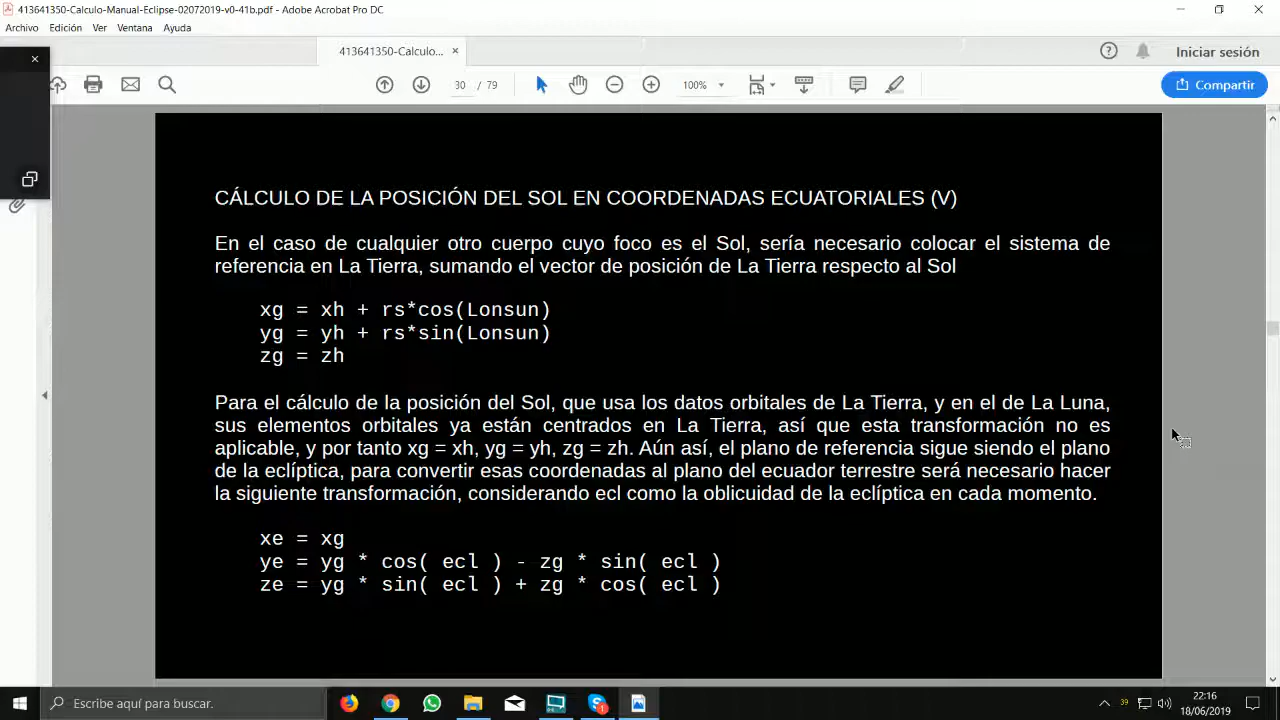 413641350-Calculo-Manual-Eclipse-02072019-v0-41b.pdf - Adobe Acrobat Pro DC
Archivo Edición Ver Ventana Ayuda
413641350-Calculo... ×
Iniciar sesión
30 / 79
100%
Compartir
CÁLCULO DE LA POSICIÓN DEL SOL EN COORDENADAS ECUATORIALES (V)
En el caso de cualquier otro cuerpo cuyo foco es el Sol, sería necesario colocar el sistema de
referencia en La Tierra, sumando el vector de posición de La Tierra respecto al Sol
xg = xh + rs*cos(Lonsun)
yg = yh + rs*sin(Lonsun)
zg = zh
Para el cálculo de la posición del Sol, que usa los datos orbitales de La Tierra, y en el de La Luna,
sus elementos orbitales ya están centrados en La Tierra, así que esta transformación no es
aplicable, y por tanto xg = xh, yg = yh, zg = zh. Aún así, el plano de referencia sigue siendo el plano
de la eclíptica, para convertir esas coordenadas al plano del ecuador terrestre será necesario hacer
la siguiente transformación, considerando ecl como la oblicuidad de la eclíptica en cada momento.
xe = xg
ye = yg * cos( ecl ) - zg * sin( ecl )
ze = yg * sin( ecl ) + zg * cos( ecl )
Escribe aquí para buscar.
39
22:16
18/06/2019